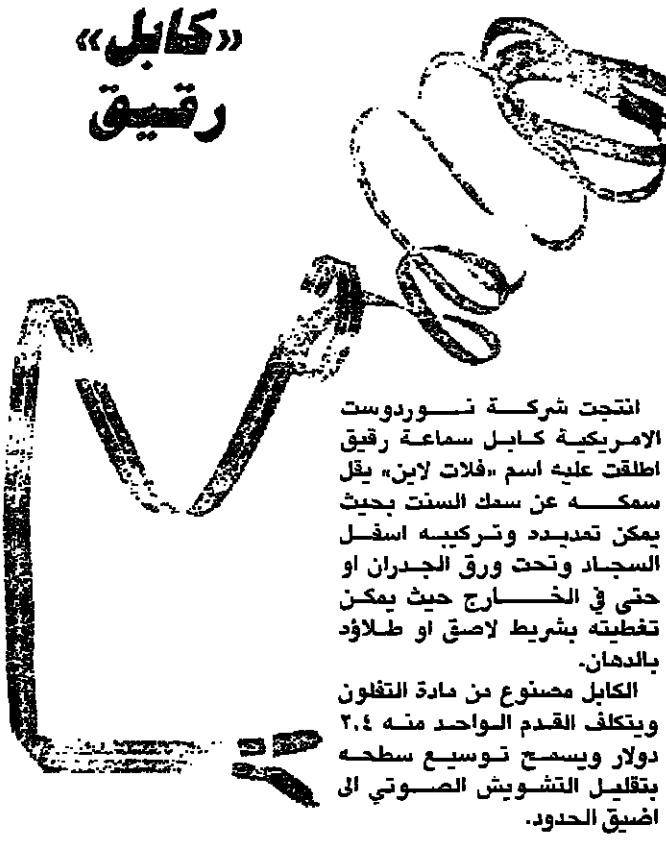 «كابل»
رقيق
انتجت شركة نوردوست
الامريكية كابل سماعة رقيق
اطلقت عليه اسم «فلات لاين» يقل
سمكه عن سمك السنت بحيث
يمكن تمديده وتركيبه اسفل
السجاد وتحت ورق الجدران او
حتى في الخارج حيث يمكن
تغطيته بشريط لاصق او طلاؤه
بالدهان.
الكابل مصنوع من مادة التفلون
ويتكلف القدم الواحد منه ٢,٤
دولار ويسمح توسيع سطحه
بتقليل التشويش الصوتي الى
اضيق الحدود.